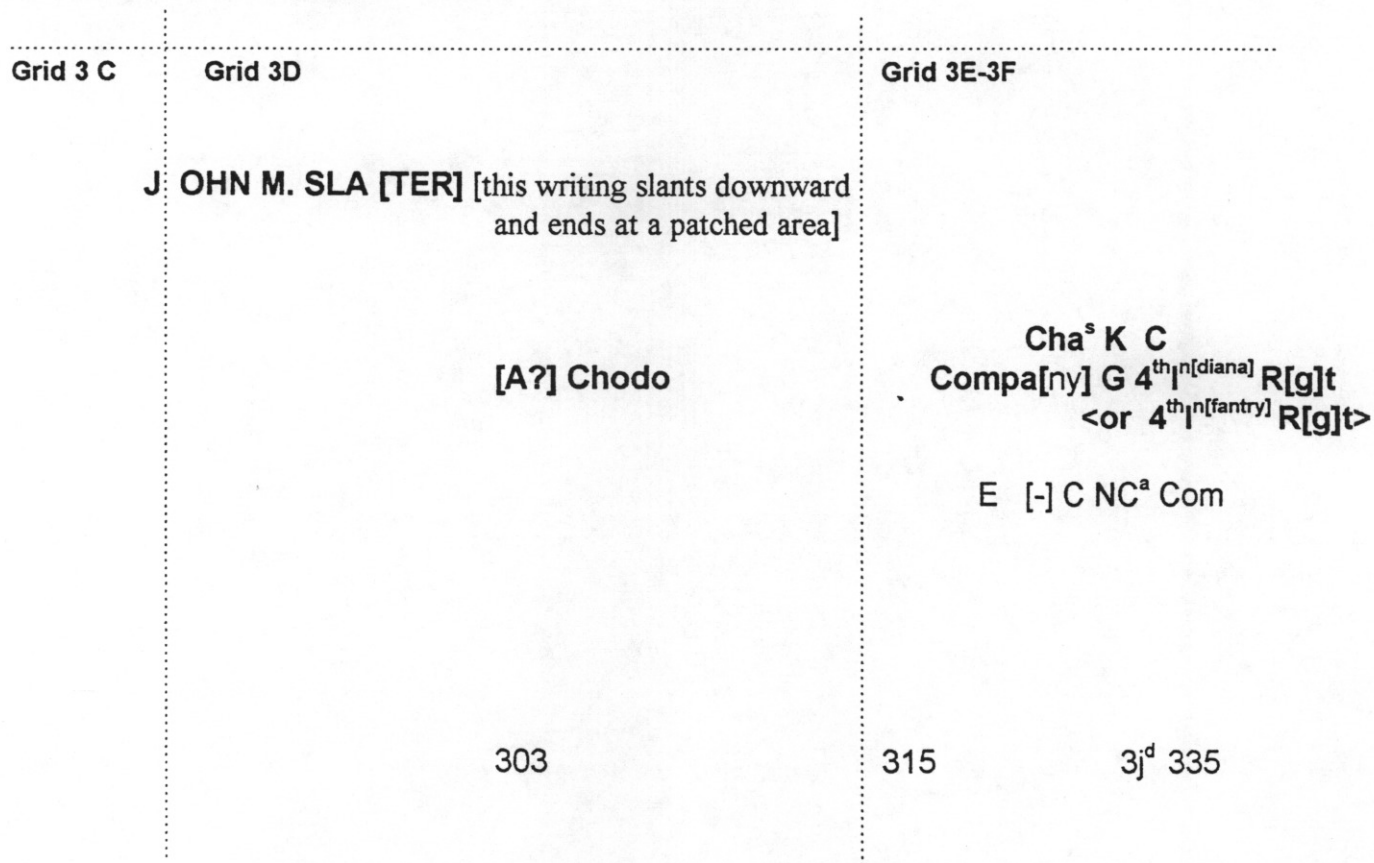 Grid 3 C Grid 3D Grid 3E-3F
J OHN M. SLA [TER] [this writing slants downward
and ends at a patched area]
Chaˢ K C
[A?] Chodo Compa[ny] G 4ᵗʰIⁿ[diana] R[g]t
<or 4ᵗʰIⁿ[fantry] R[g]t>
E [-] C NCᵃ Com
303 315 3jᵈ 335